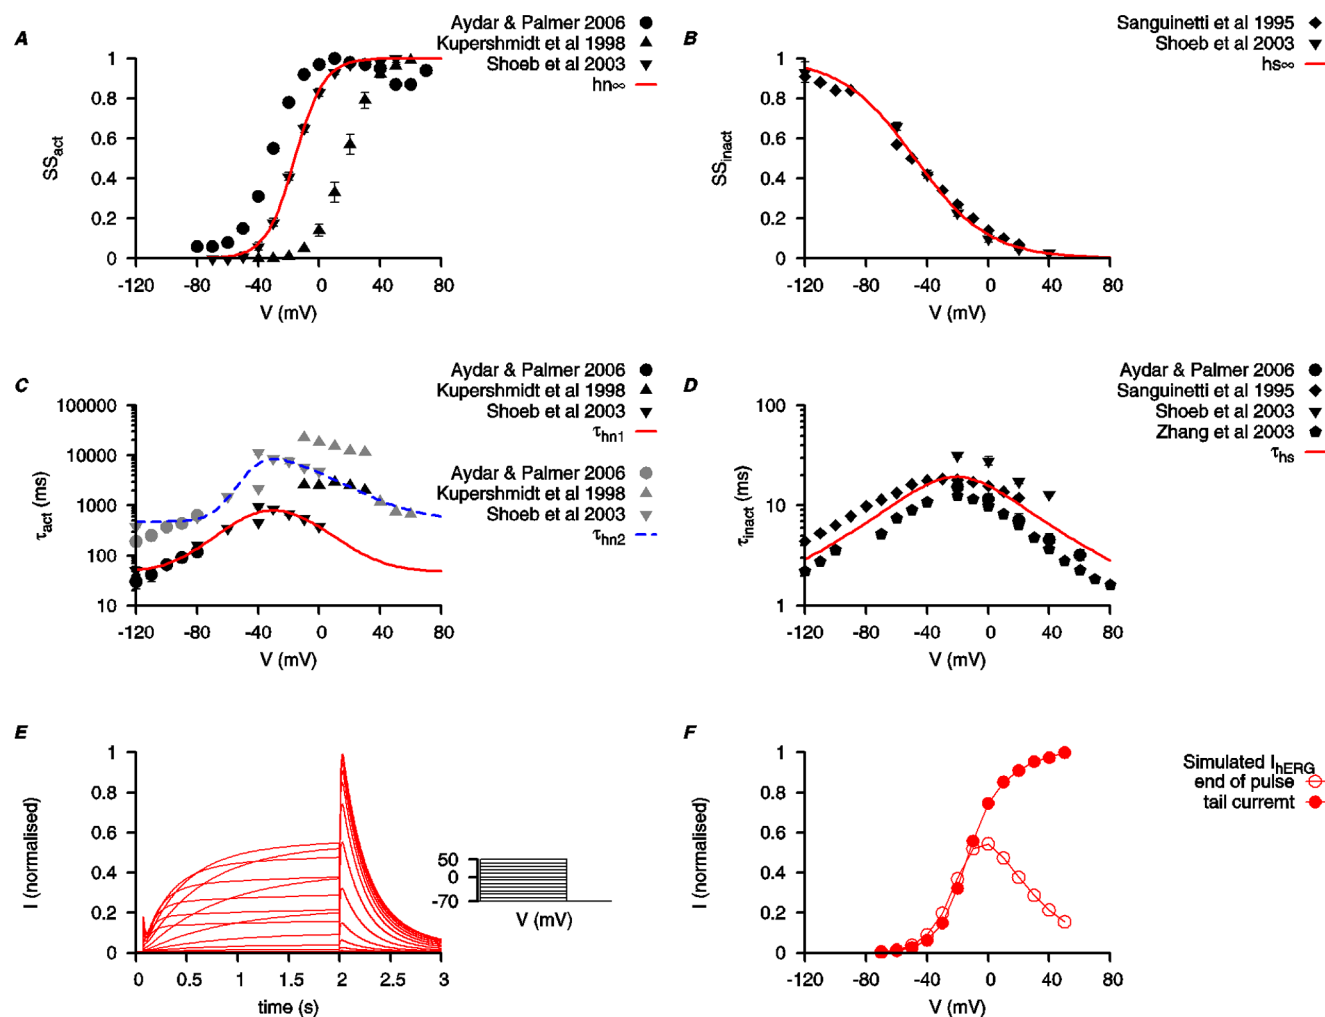 A
Aydar & Palmer 2006
Kupershmidt et al 1998
Shoeb et al 2003
hn∞
SSact
1
0.8
0.6
0.4
0.2
0
-120 -80 -40 0 40 80
V (mV)
B
Sanguinetti et al 1995
Shoeb et al 2003
hs∞
SSinact
1
0.8
0.6
0.4
0.2
0
-120 -80 -40 0 40 80
V (mV)
C
Aydar & Palmer 2006
Kupershmidt et al 1998
Shoeb et al 2003
τhn1
Aydar & Palmer 2006
Kupershmidt et al 1998
Shoeb et al 2003
τhn2
τact (ms)
100000
10000
1000
100
10
-120 -80 -40 0 40 80
V (mV)
D
Aydar & Palmer 2006
Sanguinetti et al 1995
Shoeb et al 2003
Zhang et al 2003
τhs
τinact (ms)
100
10
1
-120 -80 -40 0 40 80
V (mV)
E
I (normalised)
1
0.8
0.6
0.4
0.2
0
0 0.5 1 1.5 2 2.5 3
time (s)
50
0
-70
V (mV)
F
Simulated IhERG
end of pulse
tail curremt
I (normalised)
1
0.8
0.6
0.4
0.2
0
-120 -80 -40 0 40 80
V (mV)